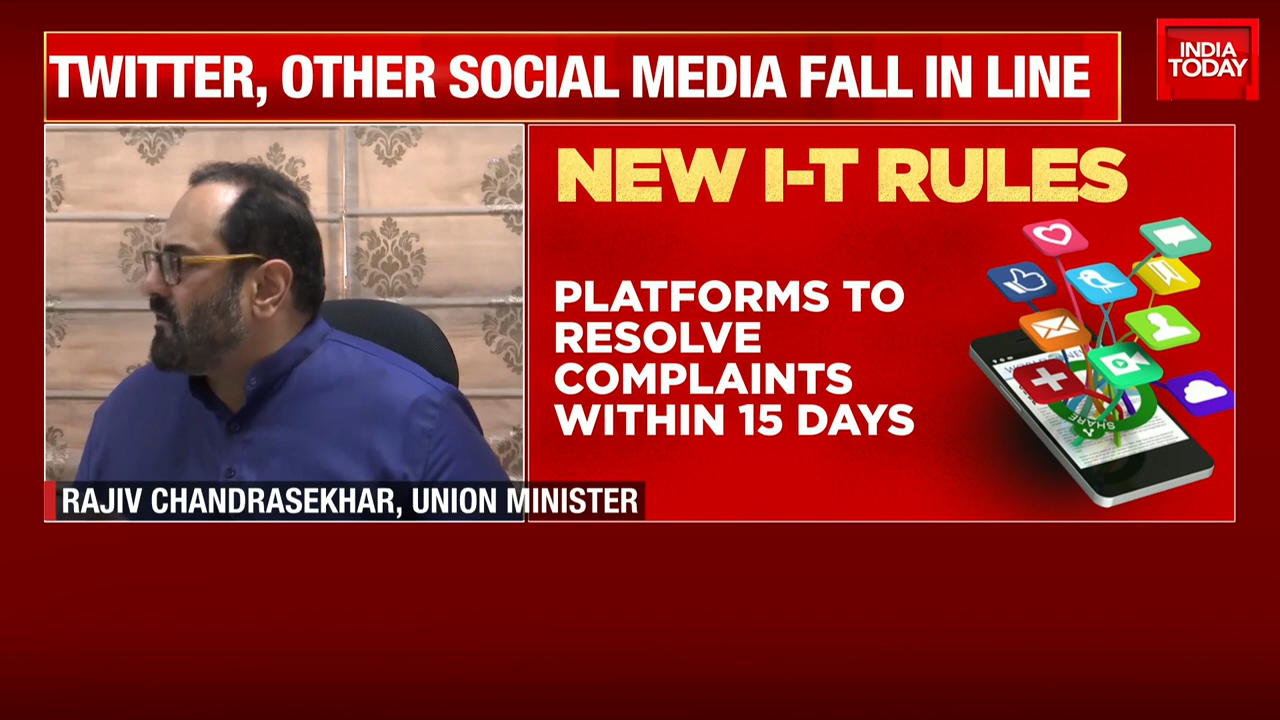 TWITTER, OTHER SOCIAL MEDIA FALL IN LINE
INDIA
TODAY
NEW I-T RULES
PLATFORMS TO
RESOLVE
COMPLAINTS
WITHIN 15 DAYS
SHARE
RAJIV CHANDRASEKHAR, UNION MINISTER